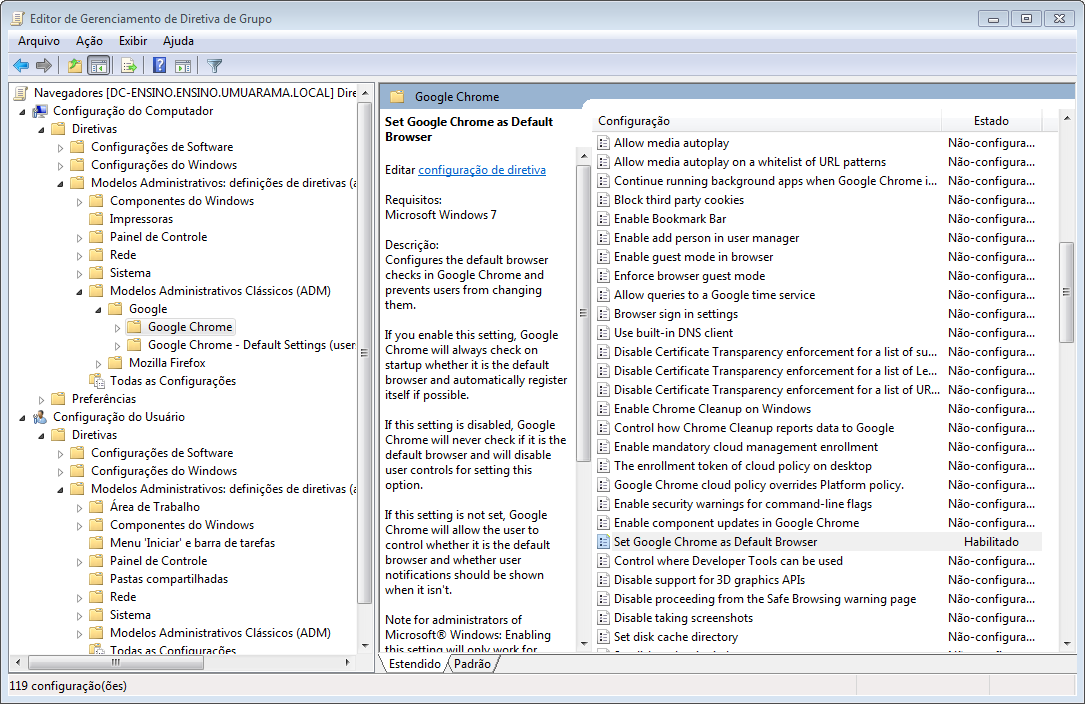 Editor de Gerenciamento de Diretiva de Grupo
Arquivo Ação Exibir Ajuda
Navegadores [DC-ENSINO.ENSINO.UMUARAMA.LOCAL] Dire
Configuração do Computador
Diretivas
Configurações de Software
Configurações do Windows
Modelos Administrativos: definições de diretivas (a
Componentes do Windows
Impressoras
Painel de Controle
Rede
Sistema
Modelos Administrativos Clássicos (ADM)
Google
Google Chrome
Google Chrome - Default Settings (user
Mozilla Firefox
Todas as Configurações
Preferências
Configuração do Usuário
Diretivas
Configurações de Software
Configurações do Windows
Modelos Administrativos: definições de diretivas (a
Área de Trabalho
Componentes do Windows
Menu 'Iniciar' e barra de tarefas
Painel de Controle
Pastas compartilhadas
Rede
Sistema
Modelos Administrativos Clássicos (ADM)
Todas as Configurações
Google Chrome
Set Google Chrome as Default
Browser
Editar configuração de diretiva
Requisitos:
Microsoft Windows 7
Descrição:
Configures the default browser
checks in Google Chrome and
prevents users from changing
them.
If you enable this setting, Google
Chrome will always check on
startup whether it is the default
browser and automatically register
itself if possible.
If this setting is disabled, Google
Chrome will never check if it is the
default browser and will disable
user controls for setting this
option.
If this setting is not set, Google
Chrome will allow the user to
control whether it is the default
browser and whether user
notifications should be shown
when it isn't.
Note for administrators of
Microsoft® Windows: Enabling
this setting will only work for
Configuração Estado
Allow media autoplay Não-configura...
Allow media autoplay on a whitelist of URL patterns Não-configura...
Continue running background apps when Google Chrome i... Não-configura...
Block third party cookies Não-configura...
Enable Bookmark Bar Não-configura...
Enable add person in user manager Não-configura...
Enable guest mode in browser Não-configura...
Enforce browser guest mode Não-configura...
Allow queries to a Google time service Não-configura...
Browser sign in settings Não-configura...
Use built-in DNS client Não-configura...
Disable Certificate Transparency enforcement for a list of su... Não-configura...
Disable Certificate Transparency enforcement for a list of Le... Não-configura...
Disable Certificate Transparency enforcement for a list of UR... Não-configura...
Enable Chrome Cleanup on Windows Não-configura...
Control how Chrome Cleanup reports data to Google Não-configura...
Enable mandatory cloud management enrollment Não-configura...
The enrollment token of cloud policy on desktop Não-configura...
Google Chrome cloud policy overrides Platform policy. Não-configura...
Enable security warnings for command-line flags Não-configura...
Enable component updates in Google Chrome Não-configura...
Set Google Chrome as Default Browser Habilitado
Control where Developer Tools can be used Não-configura...
Disable support for 3D graphics APIs Não-configura...
Disable proceeding from the Safe Browsing warning page Não-configura...
Disable taking screenshots Não-configura...
Set disk cache directory Não-configura...
Estendido Padrão
119 configuração(ões)